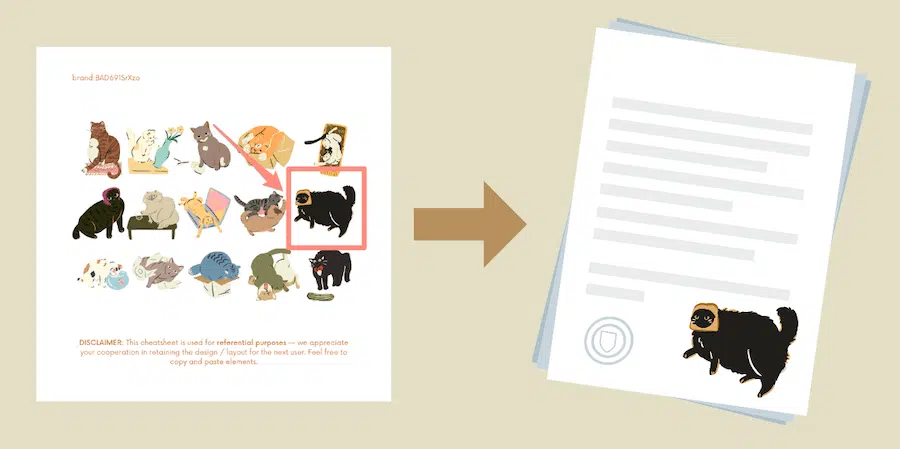 brand:BAD6915iXzo
DISCLAIMER: This cheatsheet is used for referential purposes — we appreciate
your cooperation in retaining the design / layout for the next user. Feel free to
copy and paste elements.